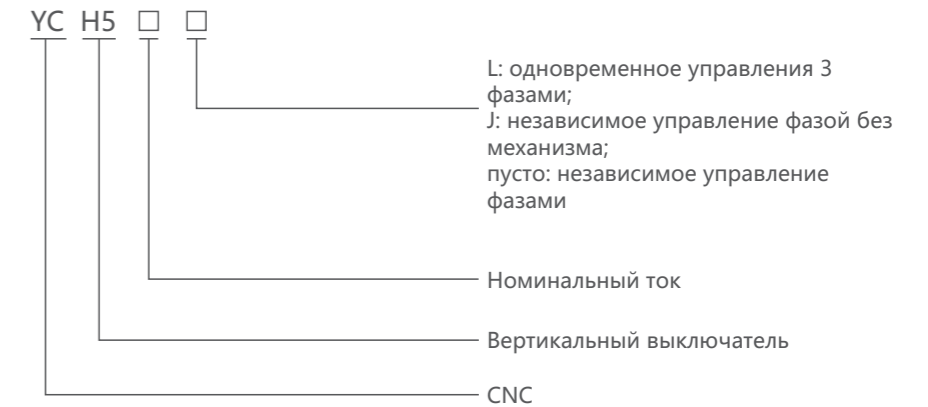 YC H5 □ □
L: одновременное управления 3
фазами;
J: независимое управление фазой без
механизма;
пусто: независимое управление
фазами
Номинальный ток
Вертикальный выключатель
CNC